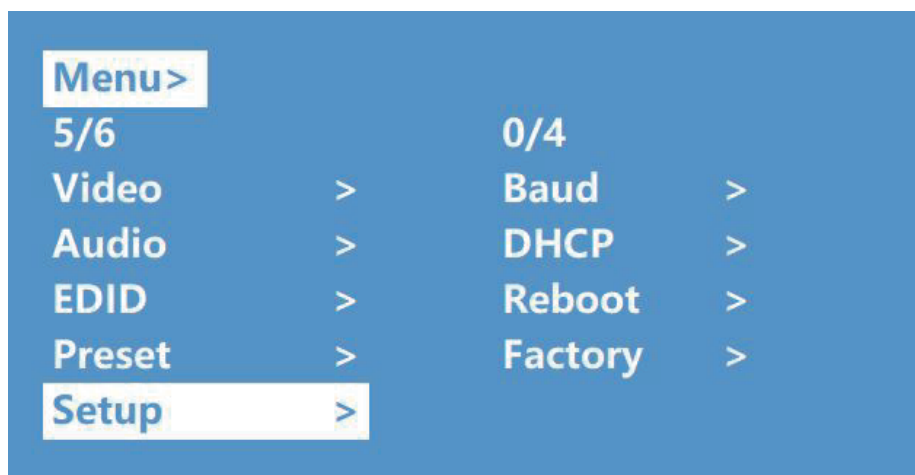 Menu>
5/6 0/4
Video > Baud >
Audio > DHCP >
EDID > Reboot >
Preset > Factory >
Setup >